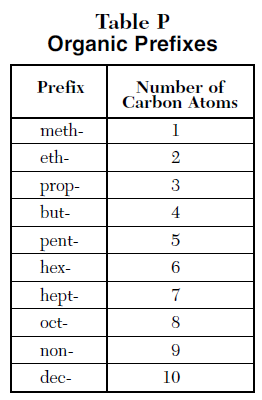 Table P
Organic Prefixes
Prefix Number of
Carbon Atoms
meth- 1
eth- 2
prop- 3
but- 4
pent- 5
hex- 6
hept- 7
oct- 8
non- 9
dec- 10